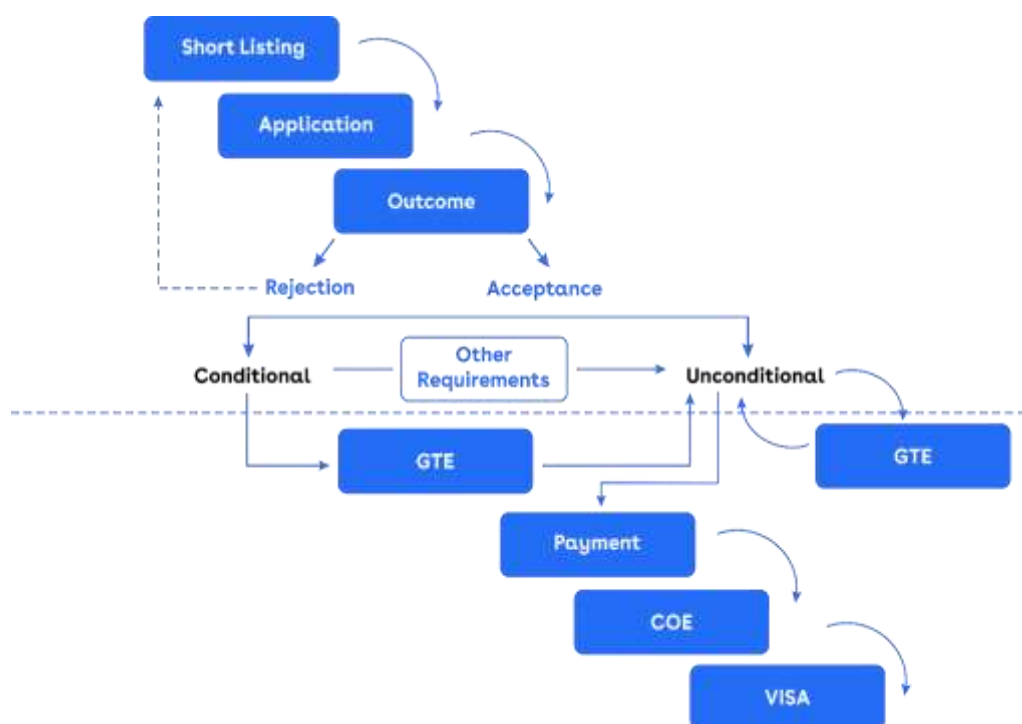 Short Listing
Application
Outcome
Rejection
Acceptance
Other
Requirements
Conditional
Unconditional
GTE
GTE
Payment
COE
VISA